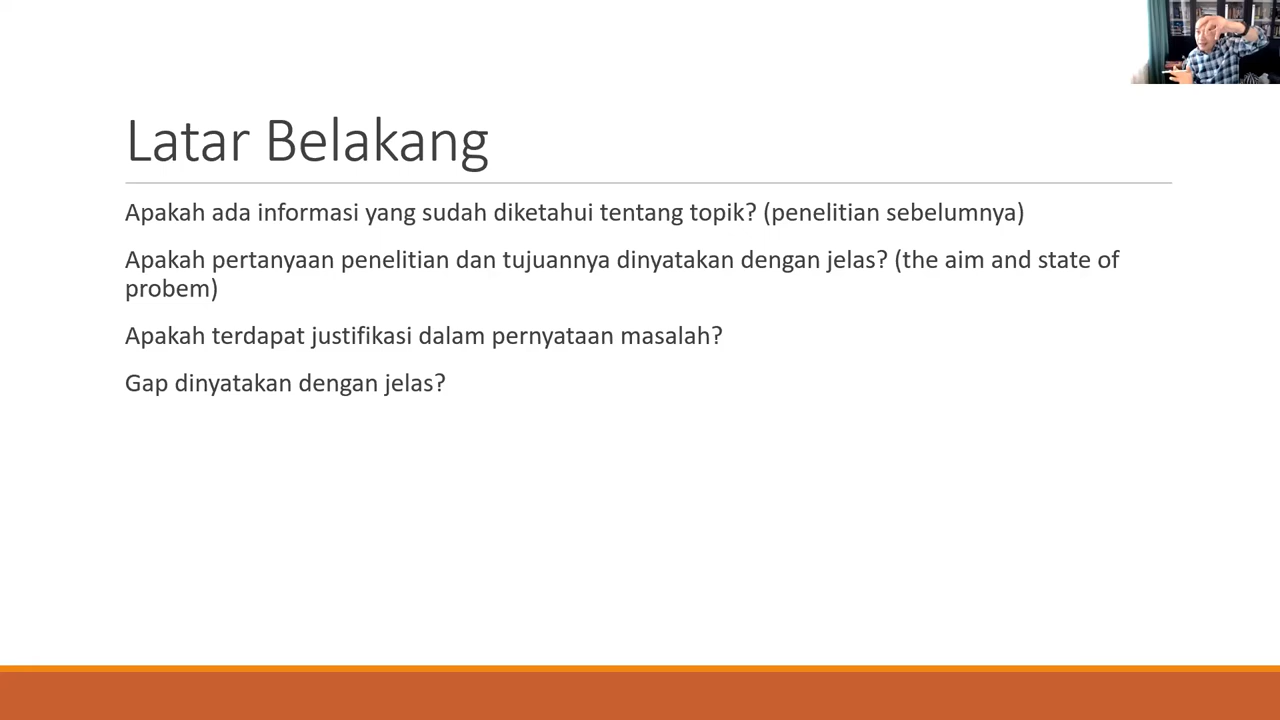 Latar Belakang
Apakah ada informasi yang sudah diketahui tentang topik? (penelitian sebelumnya)
Apakah pertanyaan penelitian dan tujuannya dinyatakan dengan jelas? (the aim and state of
probem)
Apakah terdapat justifikasi dalam pernyataan masalah?
Gap dinyatakan dengan jelas?